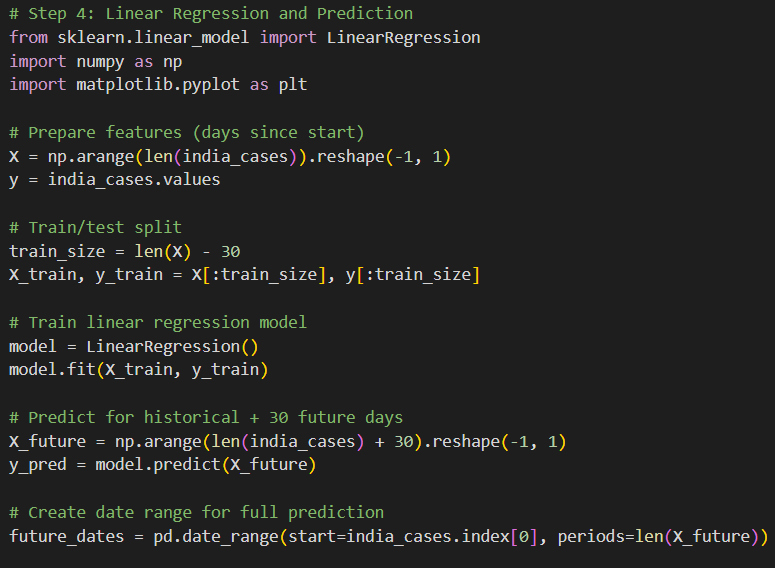 # Step 4: Linear Regression and Prediction
from sklearn.linear_model import LinearRegression
import numpy as np
import matplotlib.pyplot as plt

# Prepare features (days since start)
X = np.arange(len(india_cases)).reshape(-1, 1)
y = india_cases.values

# Train/test split
train_size = len(X) - 30
X_train, y_train = X[:train_size], y[:train_size]

# Train linear regression model
model = LinearRegression()
model.fit(X_train, y_train)

# Predict for historical + 30 future days
X_future = np.arange(len(india_cases) + 30).reshape(-1, 1)
y_pred = model.predict(X_future)

# Create date range for full prediction
future_dates = pd.date_range(start=india_cases.index[0], periods=len(X_future))